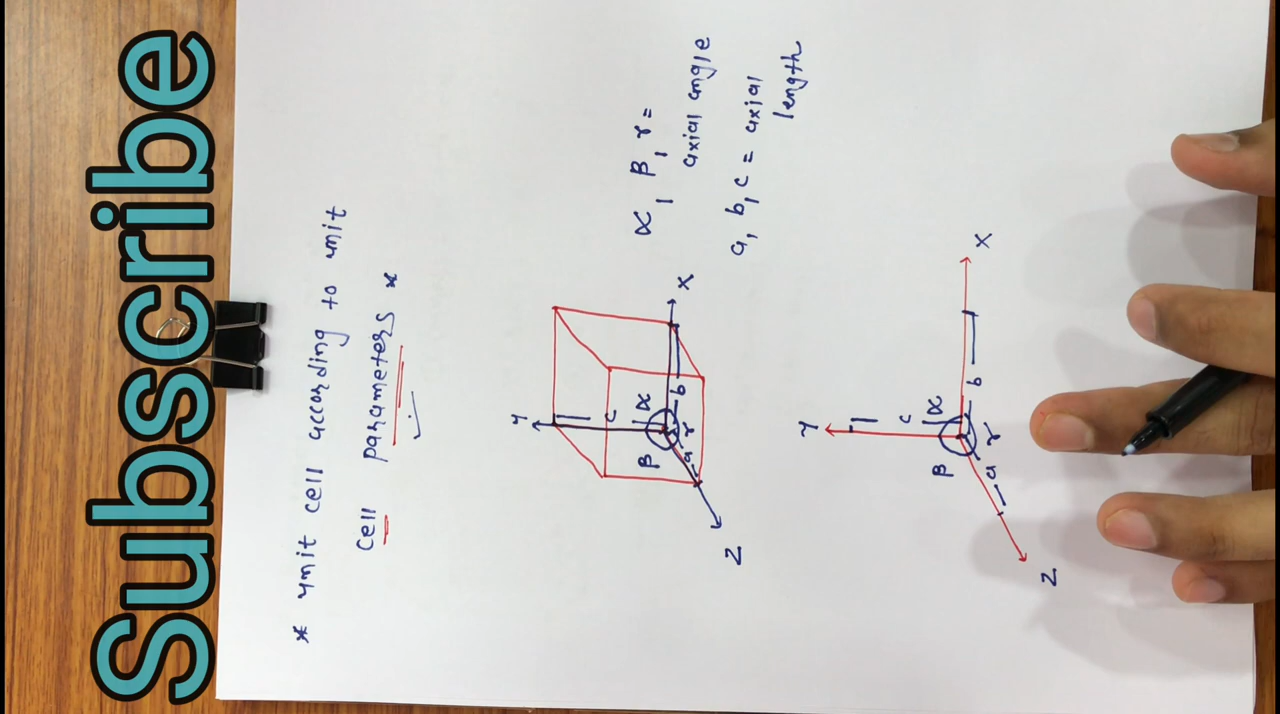 Subscribe
* unit cell according to unit
cell parameters *
∝, β, r =
axial angle
a, b, c = axial
length
y
c
∝
β
b
r
a
x
z
y
c
∝
β
b
r
a
x
z